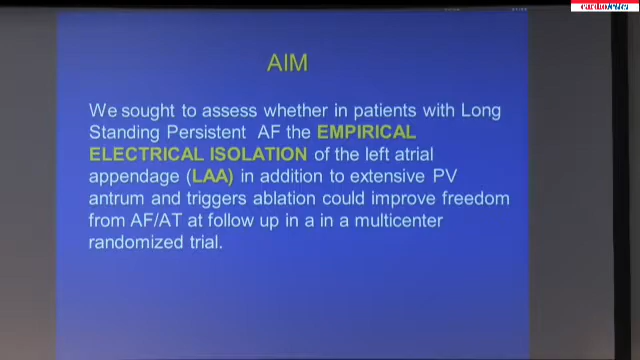 AIM
We sought to assess whether in patients with Long
Standing Persistent AF the EMPIRICAL
ELECTRICAL ISOLATION of the left atrial
appendage (LAA) in addition to extensive PV
antrum and triggers ablation could improve freedom
from AF/AT at follow up in a in a multicenter
randomized trial.